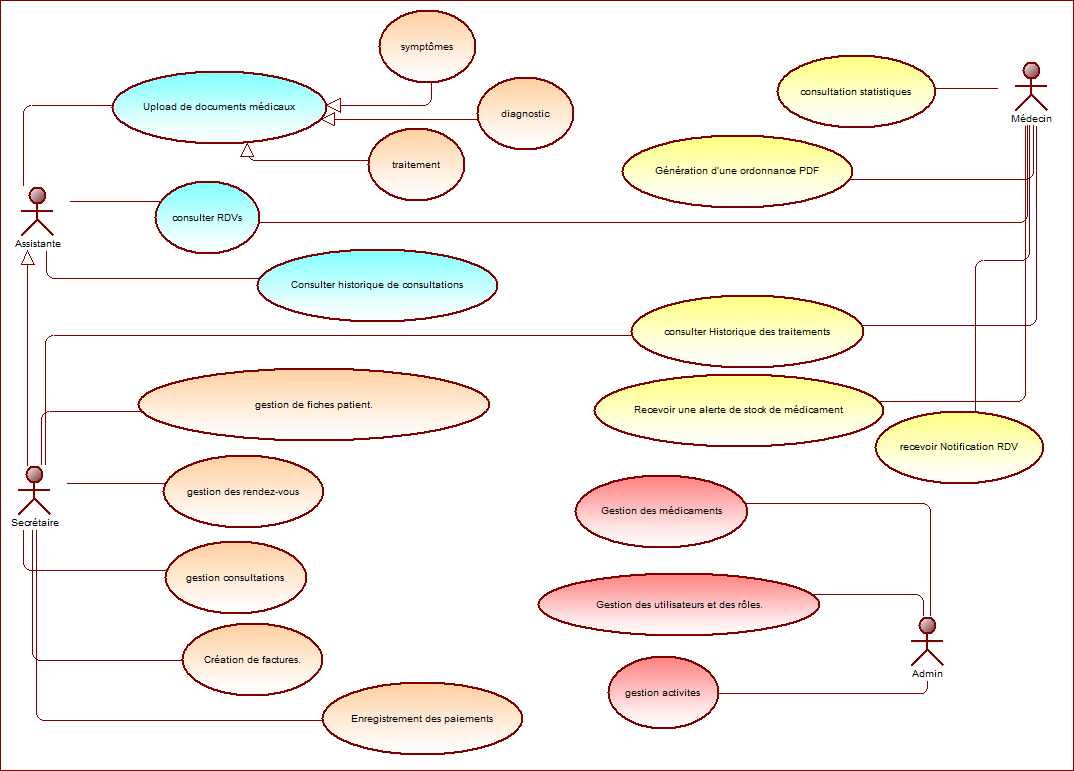 symptômes
consultation statistiques
Upload de documents médicaux
diagnostic
Médecin
traitement
Génération d'une ordonnance PDF
consulter RDVs
Assistante
Consulter historique de consultations
consulter Historique des traitements
gestion de fiches patient.
Recevoir une alerte de stock de médicament
recevoir Notification RDV
gestion des rendez-vous
Gestion des médicaments
Secrétaire
gestion consultations
Gestion des utilisateurs et des rôles.
Création de factures.
Admin
gestion activites
Enregistrement des paiements